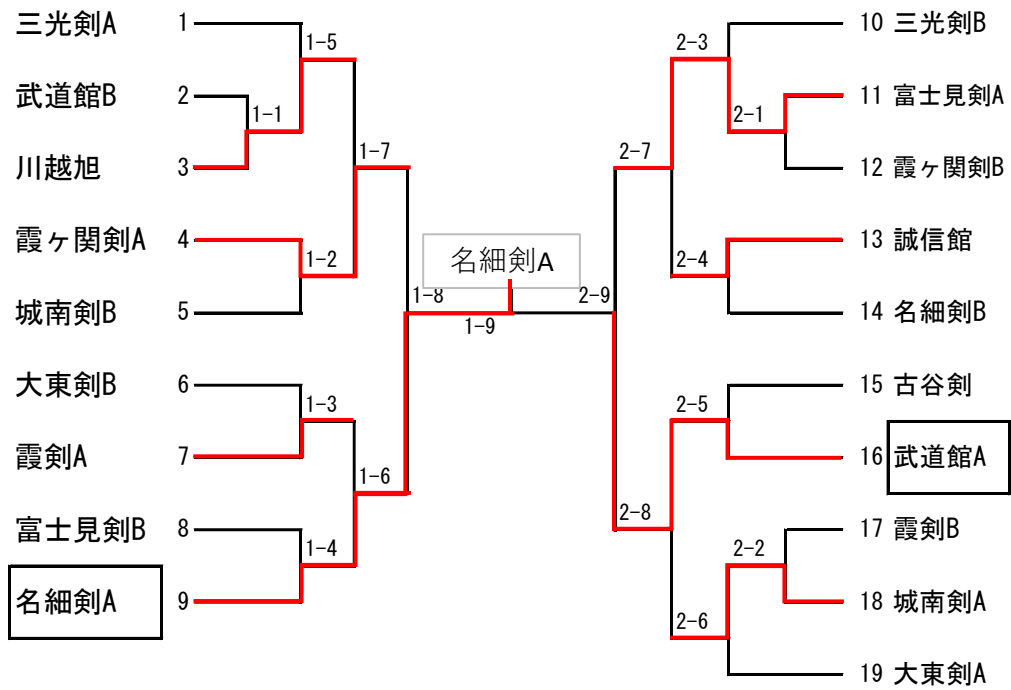 三光剣A 1
武道館B 2
川越旭 3
霞ヶ関剣A 4
城南剣B 5
大東剣B 6
霞剣A 7
富士見剣B 8
名細剣A 9
1-5
1-1
1-7
1-2
1-8
1-3
1-6
1-4
名細剣A
1-9
2-9
2-3
2-1
2-7
2-4
2-5
2-8
2-2
2-6
10 三光剣B
11 富士見剣A
12 霞ヶ関剣B
13 誠信館
14 名細剣B
15 古谷剣
16 武道館A
17 霞剣B
18 城南剣A
19 大東剣A